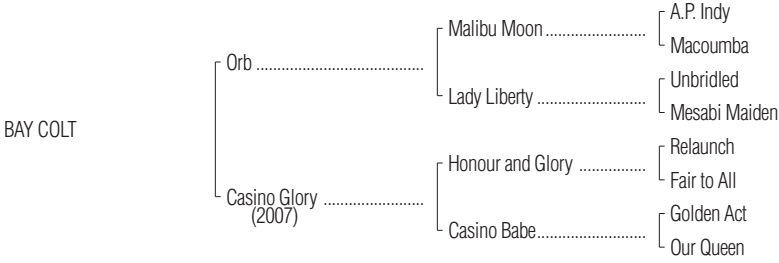 A.P. Indy
Malibu Moon ........................
Macoumba
Orb .......................................
Unbridled
Lady Liberty ..........................
Mesabi Maiden
BAY COLT
Relaunch
Honour and Glory ................
Fair to All
Casino Glory ........................
(2007)
Golden Act
Casino Babe..........................
Our Queen